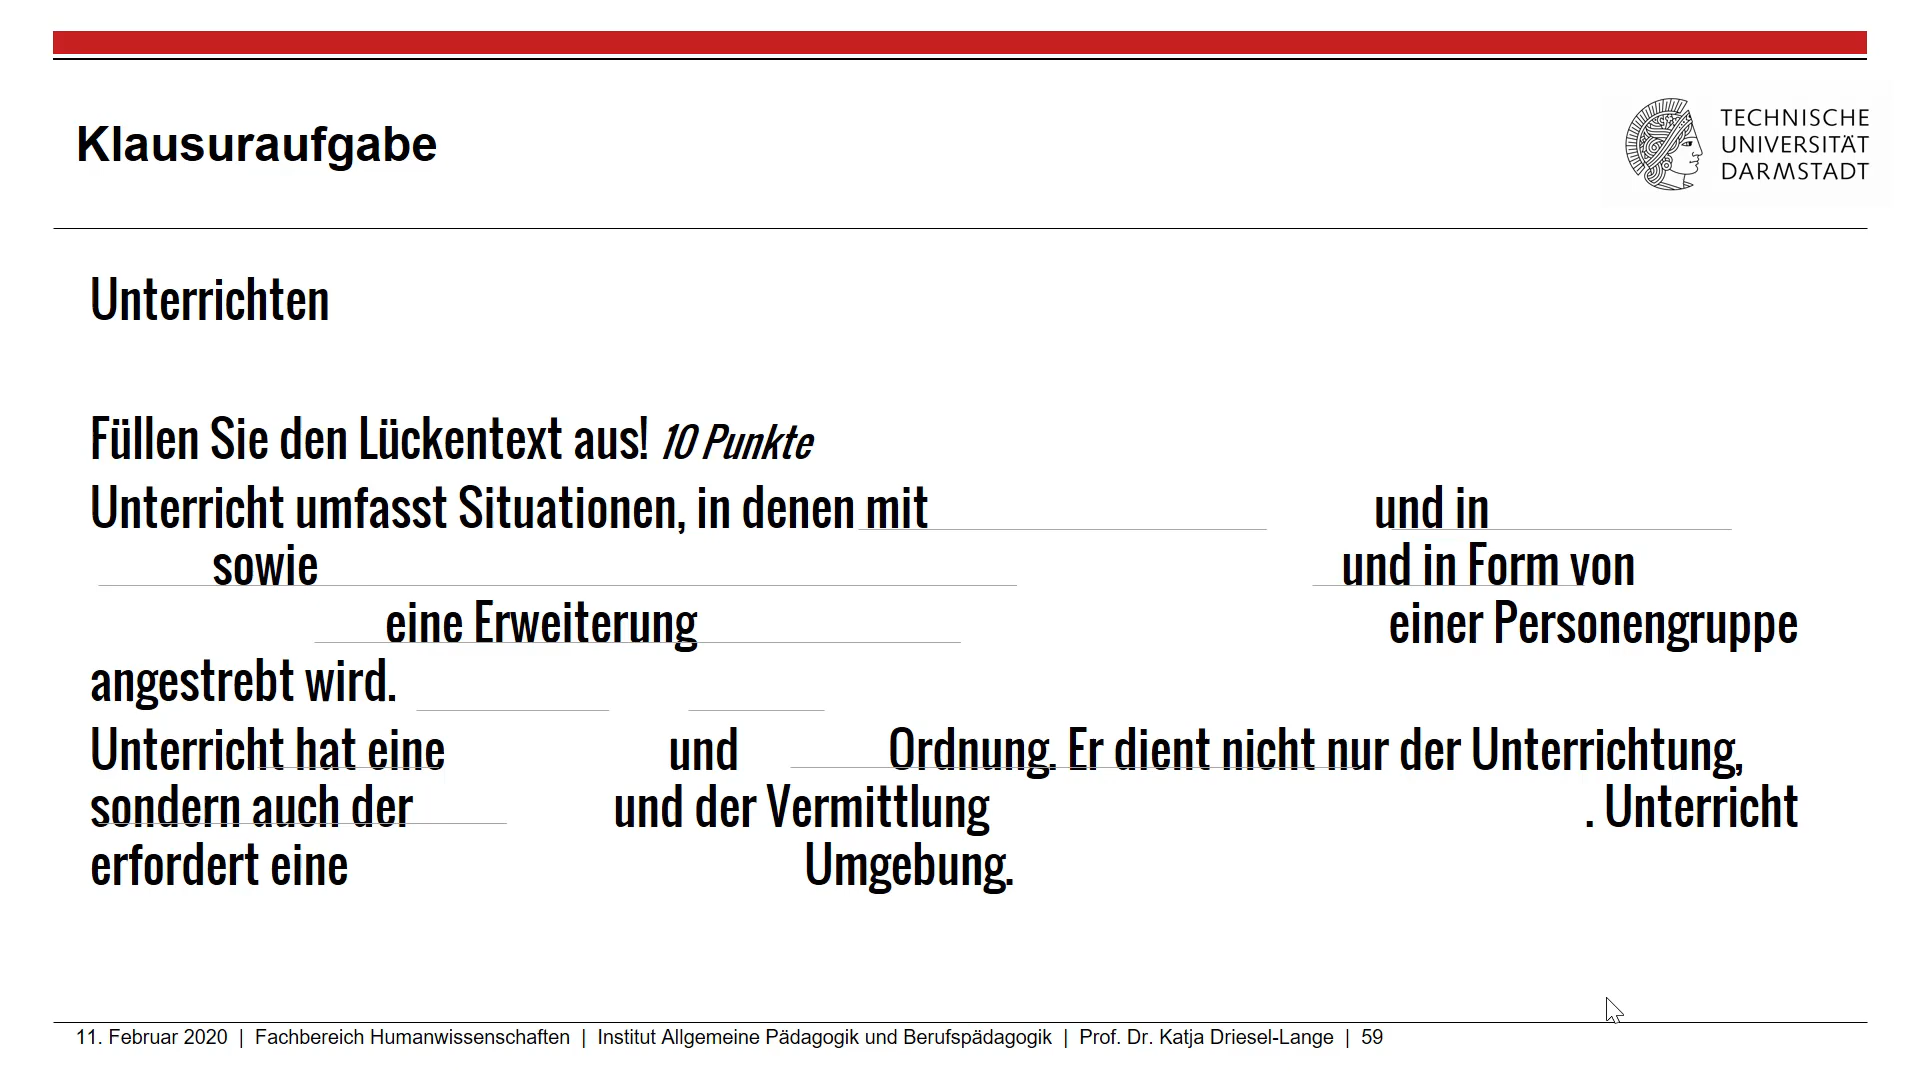 Klausuraufgabe
TECHNISCHE
UNIVERSITÄT
DARMSTADT
Unterrichten
Füllen Sie den Lückentext aus! 10 Punkte
Unterricht umfasst Situationen, in denen mit und in
sowie und in Form von
eine Erweiterung einer Personengruppe
angestrebt wird.
Unterricht hat eine und Ordnung. Er dient nicht nur der Unterrichtung,
sondern auch der und der Vermittlung . Unterricht
erfordert eine Umgebung.
11. Februar 2020 | Fachbereich Humanwissenschaften | Institut Allgemeine Pädagogik und Berufspädagogik | Prof. Dr. Katja Driesel-Lange | 59